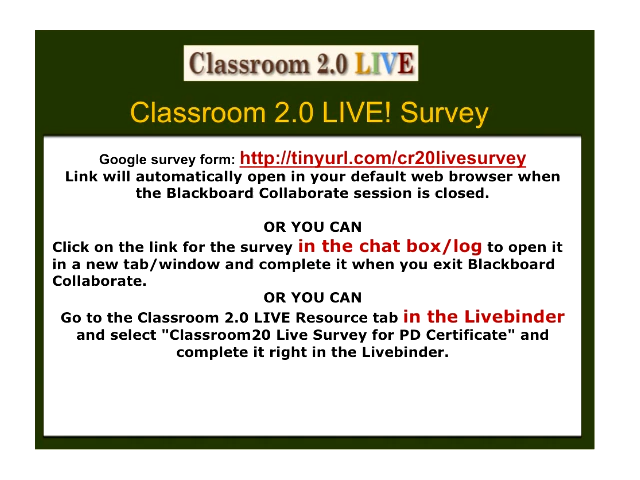 Classroom 2.0 LIVE
Classroom 2.0 LIVE! Survey
Google survey form: http://tinyurl.com/cr20livesurvey
Link will automatically open in your default web browser when
the Blackboard Collaborate session is closed.
OR YOU CAN
Click on the link for the survey in the chat box/log to open it
in a new tab/window and complete it when you exit Blackboard
Collaborate.
OR YOU CAN
Go to the Classroom 2.0 LIVE Resource tab in the Livebinder
and select "Classroom20 Live Survey for PD Certificate" and
complete it right in the Livebinder.